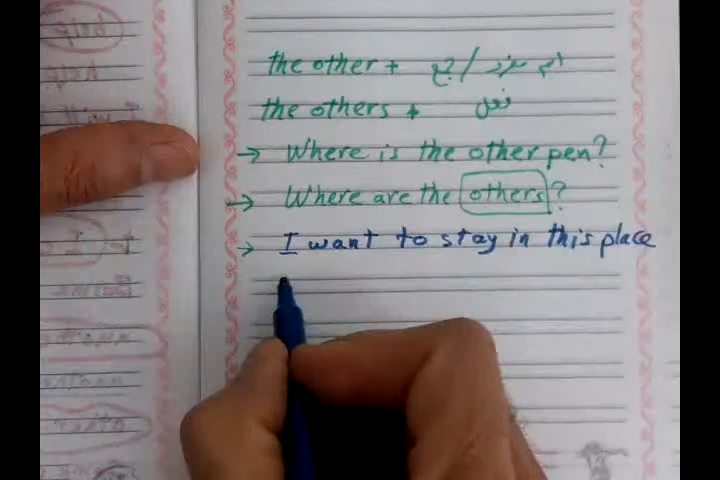 the other + اسم مفرد / جمع
the others + فعل
→ Where is the other pen?
→ Where are the others?
→ I want to stay in this place